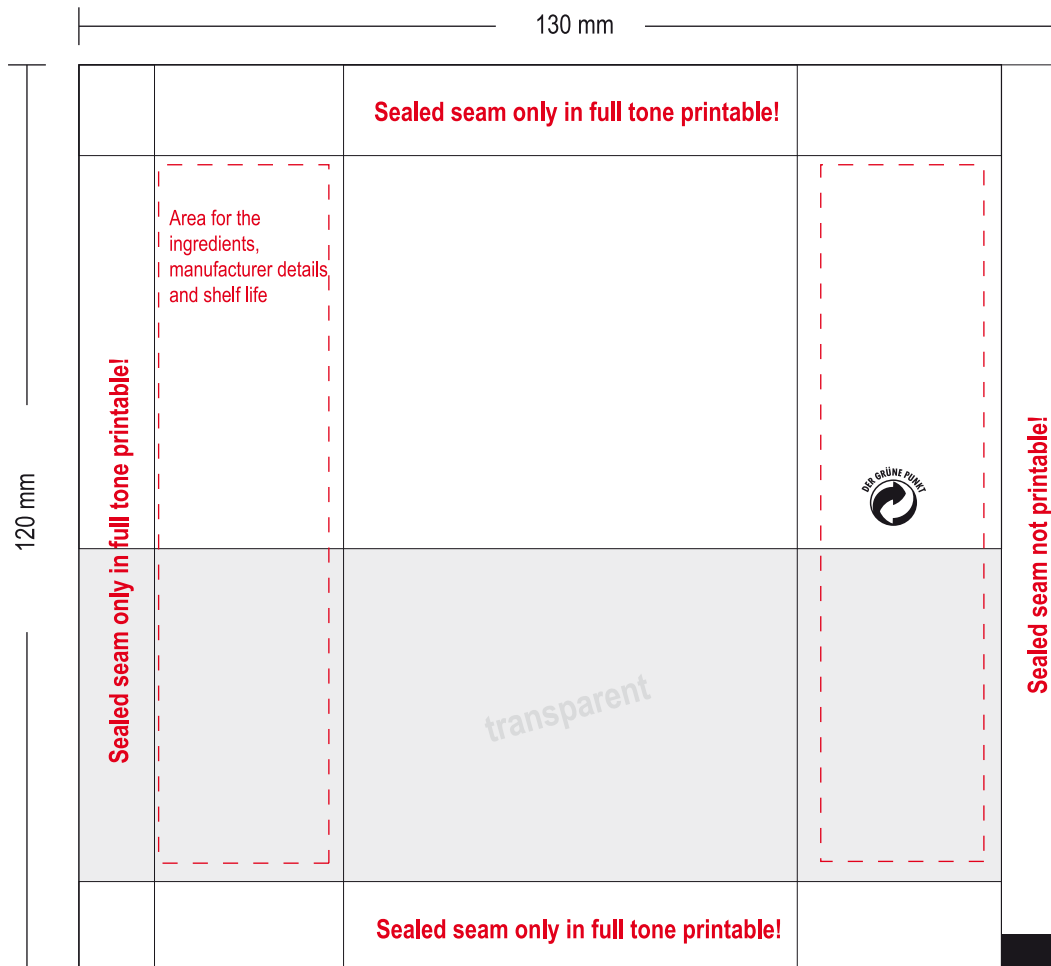 130 mm
Sealed seam only in full tone printable!
Area for the
ingredients,
manufacturer details
and shelf life
Sealed seam only in full tone printable!
120 mm
DER GRÜNE PUNKT
Sealed seam not printable!
transparent
Sealed seam only in full tone printable!